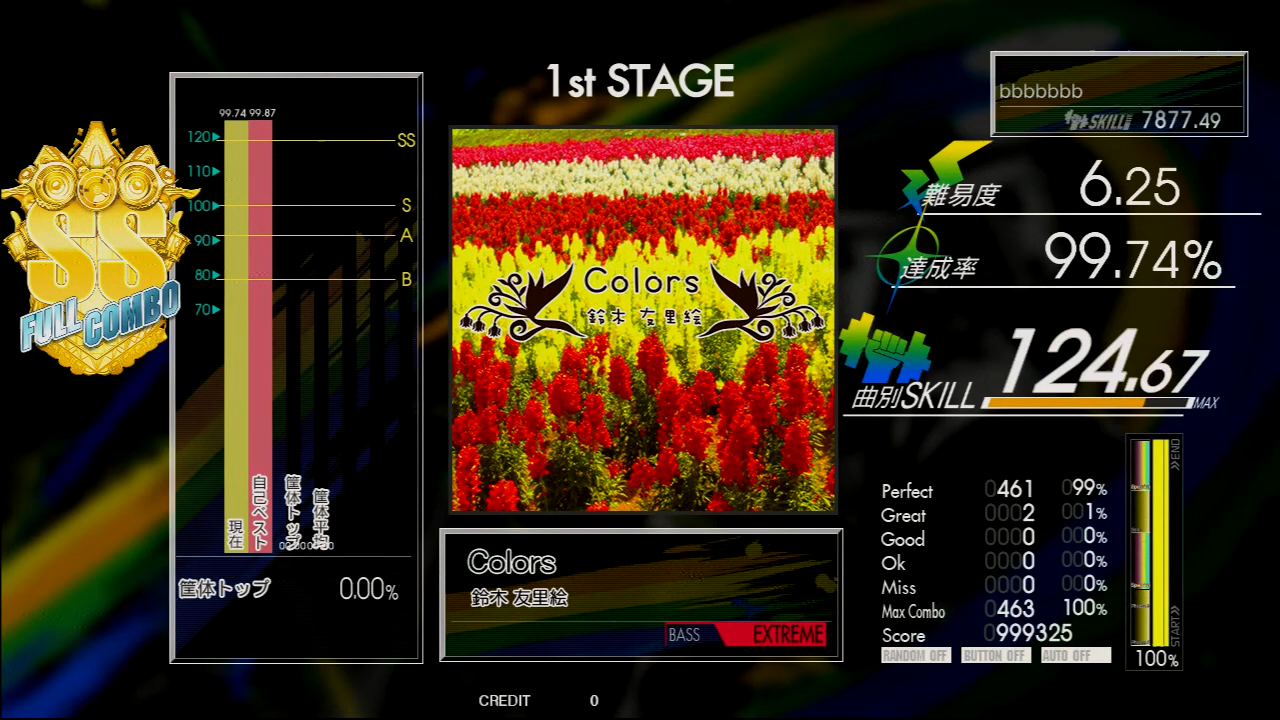 1st STAGE
bbbbbbb
SKILL 7877.49
99.74 99.87
120
110
100
90
80
70
SS
S
A
B
SS
FULL COMBO
現在
自己ベスト
筐体トップ
筐体平均
筐体トップ 0.00%
Colors
鈴木 友里絵
Colors
鈴木 友里絵
BASS EXTREME
難易度 6.25
達成率 99.74%
曲別SKILL 124.67
MAX
Perfect 0461 099%
Great 0002 001%
Good 0000 000%
Ok 0000 000%
Miss 0000 000%
Max Combo 0463 100%
Score 0999325
RANDOM OFF BUTTON OFF AUTO OFF
END
START
100%
CREDIT 0